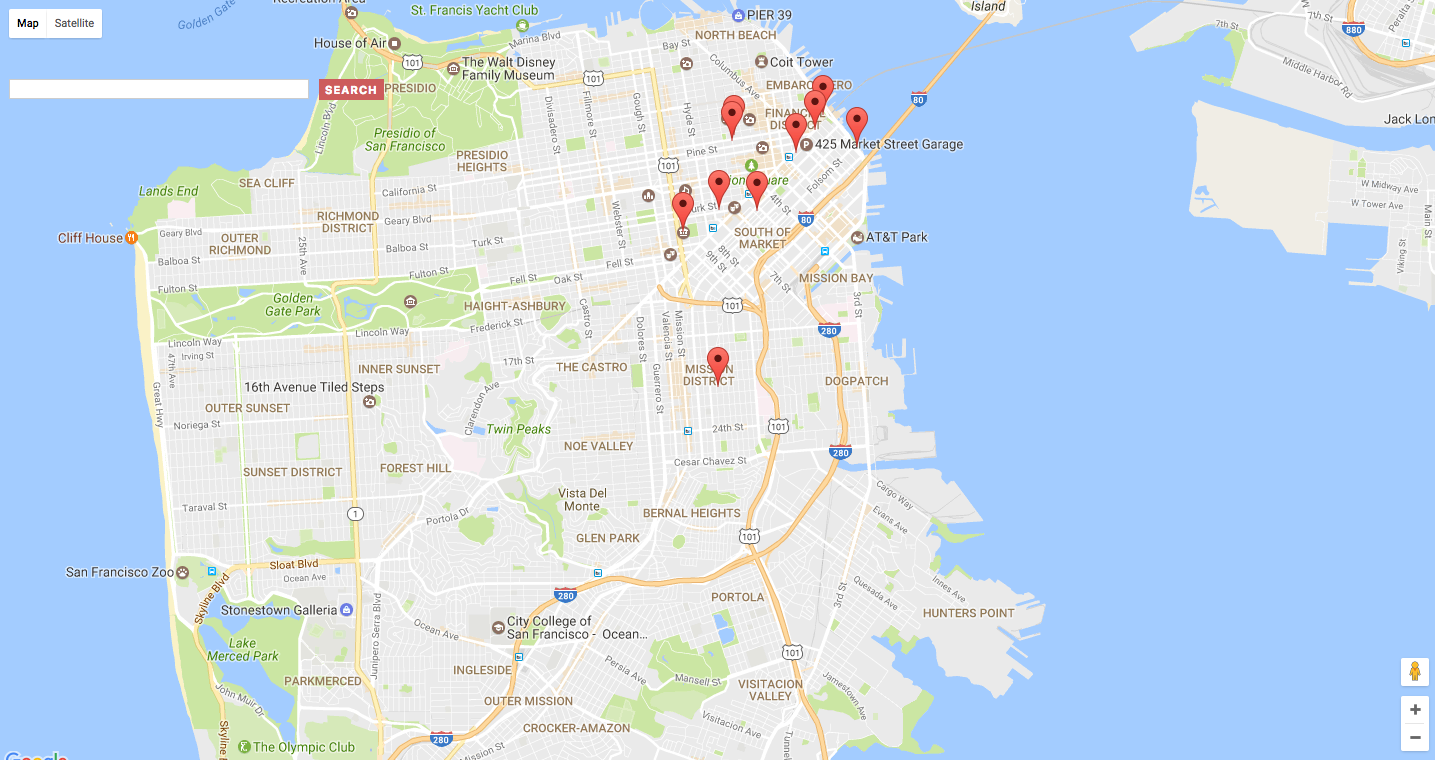 Map
Satellite
Recreation Area
Golden Gate
St. Francis Yacht Club
PIER 39
Island
7th St
7th St
880
Peralta St
House of Air
101
Marina Blvd
Bay St
NORTH BEACH
Columbus Ave
Coit Tower
The Walt Disney
Family Museum
101
Middle Harbor Rd
SEARCH
PRESIDIO
Lincoln Blvd
Fillmore St
Gough St
Hyde St
80
Jack Lon
Divisadero St
Presidio of
San Francisco
PRESIDIO
HEIGHTS
Pine St
101
425 Market Street Garage
Folsom St
4th St
SEA CLIFF
Lands End
California St
Geary Blvd
RICHMOND
DISTRICT
Webster St
80
W Midway Ave
W Tower Ave
Main St
Viking St
Cliff House
Geary Blvd
OUTER
RICHMOND
Balboa St
Balboa St
25th Ave
SOUTH OF
MARKET
AT&T Park
8th St
9th St
7th St
Fulton St
Fulton St
Fell St
Oak St
Fell St
MISSION BAY
3rd St
Golden
Gate Park
HAIGHT-ASHBURY
Frederick St
Castro St
101
280
Lincoln Way
Lincoln Way
Irving St
47th Ave
Great Hwy
INNER SUNSET
17th St
THE CASTRO
Dolores St
Guerrero St
Valencia St
Mission St
MISSION
DISTRICT
DOGPATCH
16th Avenue Tiled Steps
OUTER SUNSET
Noriega St
Clarendon Ave
Twin Peaks
NOE VALLEY
24th St
101
280
Cesar Chavez St
SUNSET DISTRICT
FOREST HILL
Taraval St
1
Portola Dr
Vista Del
Monte
BERNAL HEIGHTS
GLEN PARK
101
Cargo Way
Evans Ave
San Francisco Zoo
Sloat Blvd
Ocean Ave
Skyline Blvd
Stonestown Galleria
Junipero Serra Blvd
280
PORTOLA
3rd St
Quesada Ave
Innes Ave
HUNTERS POINT
City College of
San Francisco - Ocean...
Ocean Ave
Lake
Merced Park
PARKMERCED
INGLESIDE
Persia Ave
Mansell St
101
VISITACION
VALLEY
Jamestown Ave
John Muir Dr
OUTER MISSION
CROCKER-AMAZON
Visitacion Ave
Skyline Blvd
The Olympic Club
280
Mission St
Google